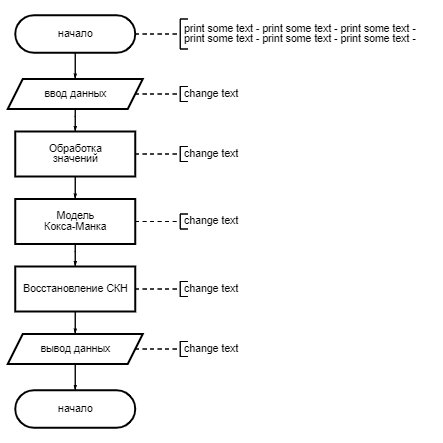 начало
print some text - print some text - print some text -
print some text - print some text - print some text -
ввод данных
change text
Обработка
значений
change text
Модель
Кокса-Манка
change text
Восстановление СКН
change text
вывод данных
change text
начало